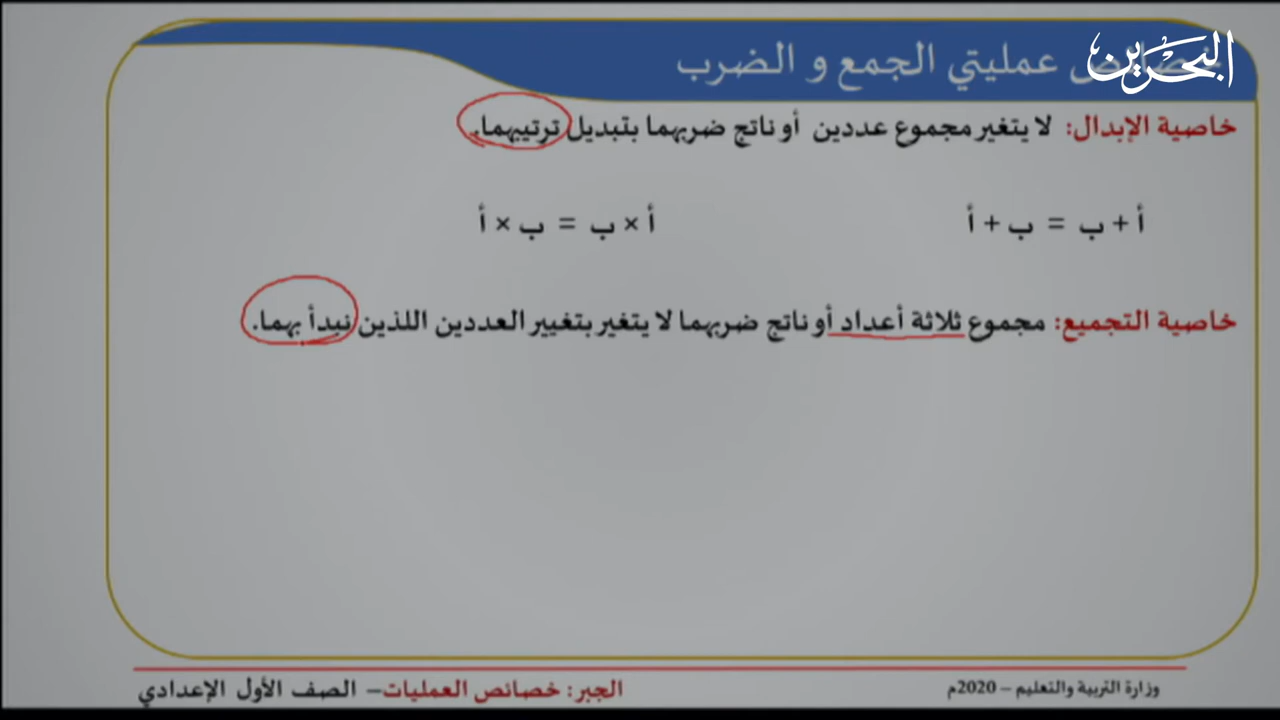 البحرين
عمليتي الجمع و الضرب
خاصية الإبدال: لا يتغير مجموع عددين أو ناتج ضربهما بتبديل ترتيبهما.
أ + ب = ب + أ
أ × ب = ب × أ
خاصية التجميع: مجموع ثلاثة أعداد أو ناتج ضربهما لا يتغير بتغيير العددين اللذين نبدأ بهما.
وزارة التربية والتعليم – 2020م
الجبر: خصائص العمليات– الصف الأول الإعدادي